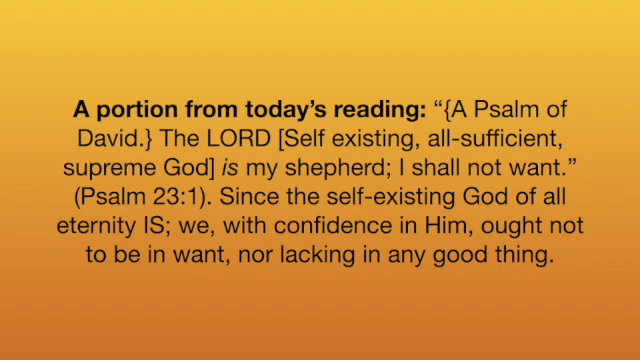 A portion from today’s reading: “{A Psalm of
David.} The LORD [Self existing, all-sufficient,
supreme God] is my shepherd; I shall not want.”
(Psalm 23:1). Since the self-existing God of all
eternity IS; we, with confidence in Him, ought not
to be in want, nor lacking in any good thing.